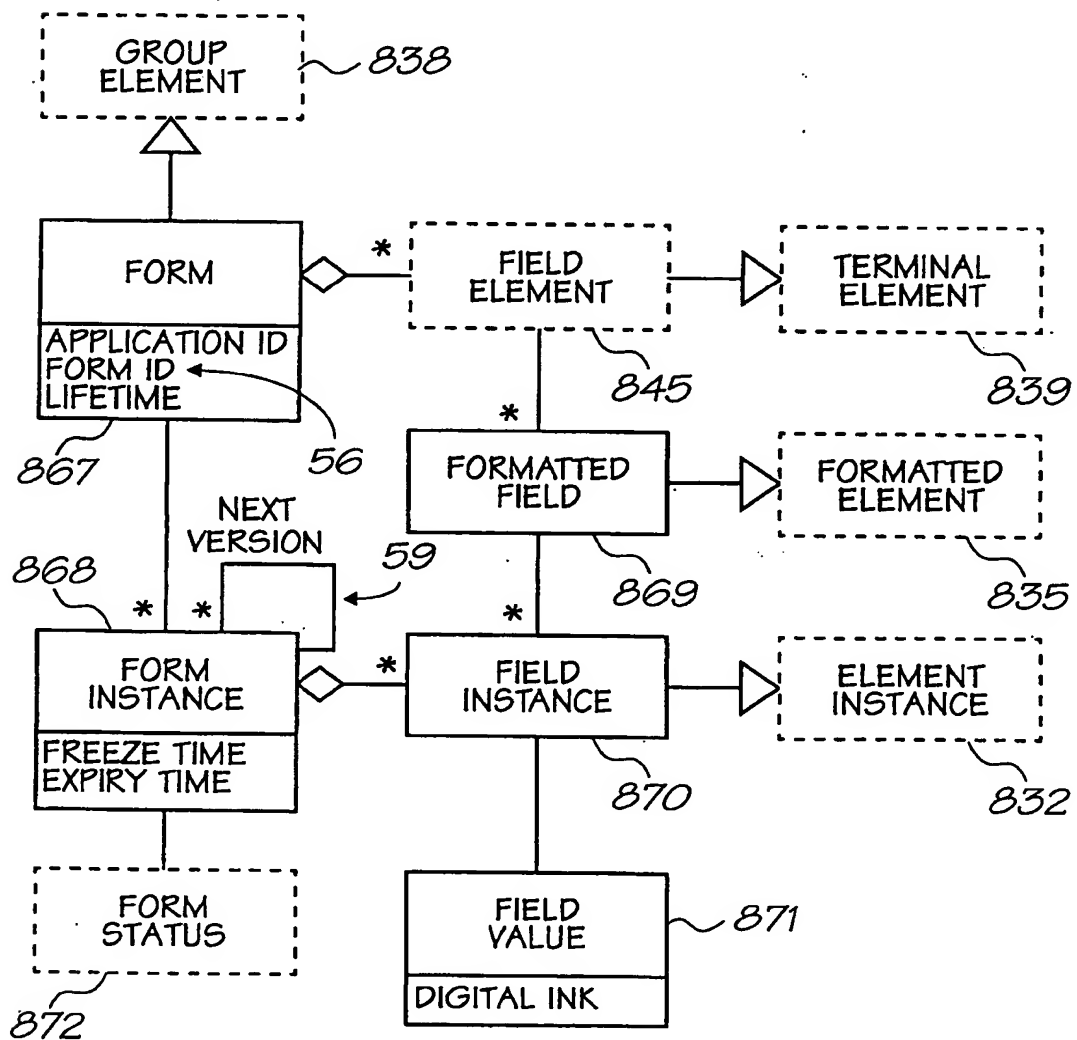 GROUP
ELEMENT
838
FORM
*
FIELD
ELEMENT
TERMINAL
ELEMENT
APPLICATION ID
FORM ID
LIFETIME
845
839
867
56
*
FORMATTED
FIELD
FORMATTED
ELEMENT
NEXT
VERSION
59
868
869
835
*
*
*
FORM
INSTANCE
*
FIELD
INSTANCE
ELEMENT
INSTANCE
FREEZE TIME
EXPIRY TIME
870
832
FORM
STATUS
FIELD
VALUE
871
DIGITAL INK
872